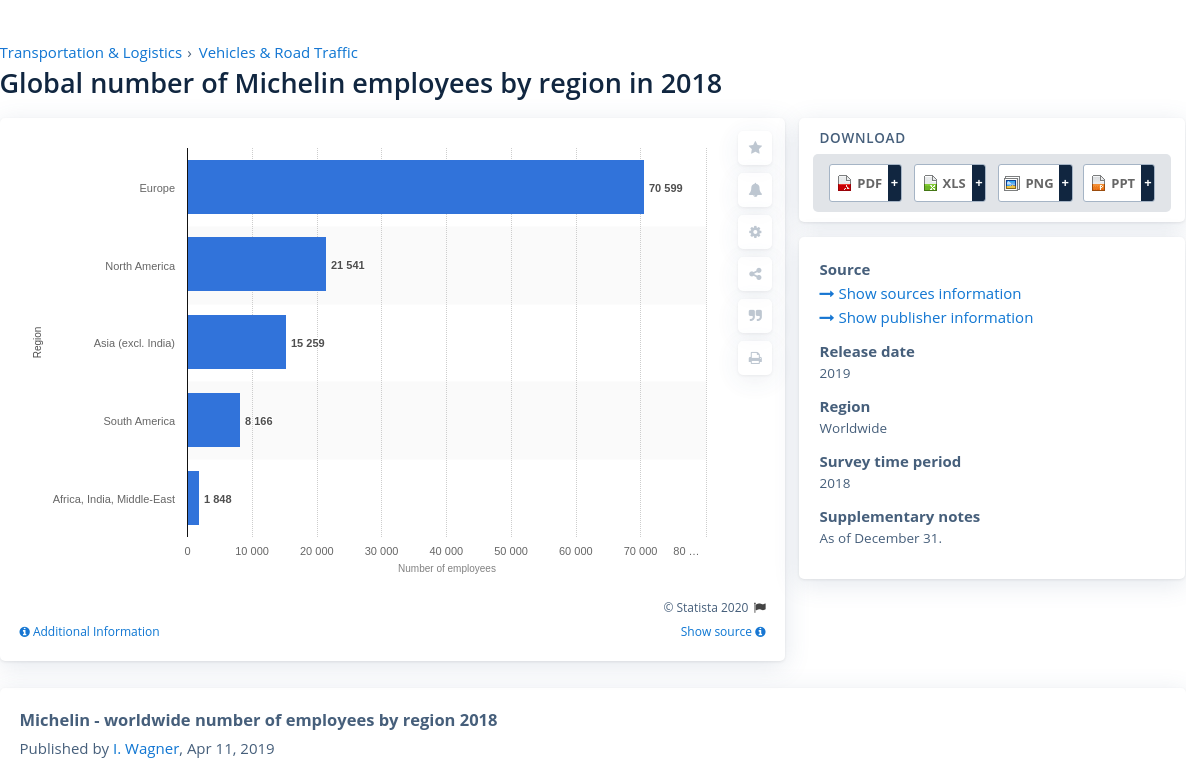 Transportation & Logistics › Vehicles & Road Traffic
Global number of Michelin employees by region in 2018
Region
Europe 70 599
North America 21 541
Asia (excl. India) 15 259
South America 8 166
Africa, India, Middle-East 1 848
0 10 000 20 000 30 000 40 000 50 000 60 000 70 000 80 ...
Number of employees
© Statista 2020
Additional Information Show source
DOWNLOAD
PDF + XLS + PNG + PPT +
Source
Show sources information
Show publisher information
Release date
2019
Region
Worldwide
Survey time period
2018
Supplementary notes
As of December 31.
Michelin - worldwide number of employees by region 2018
Published by I. Wagner, Apr 11, 2019